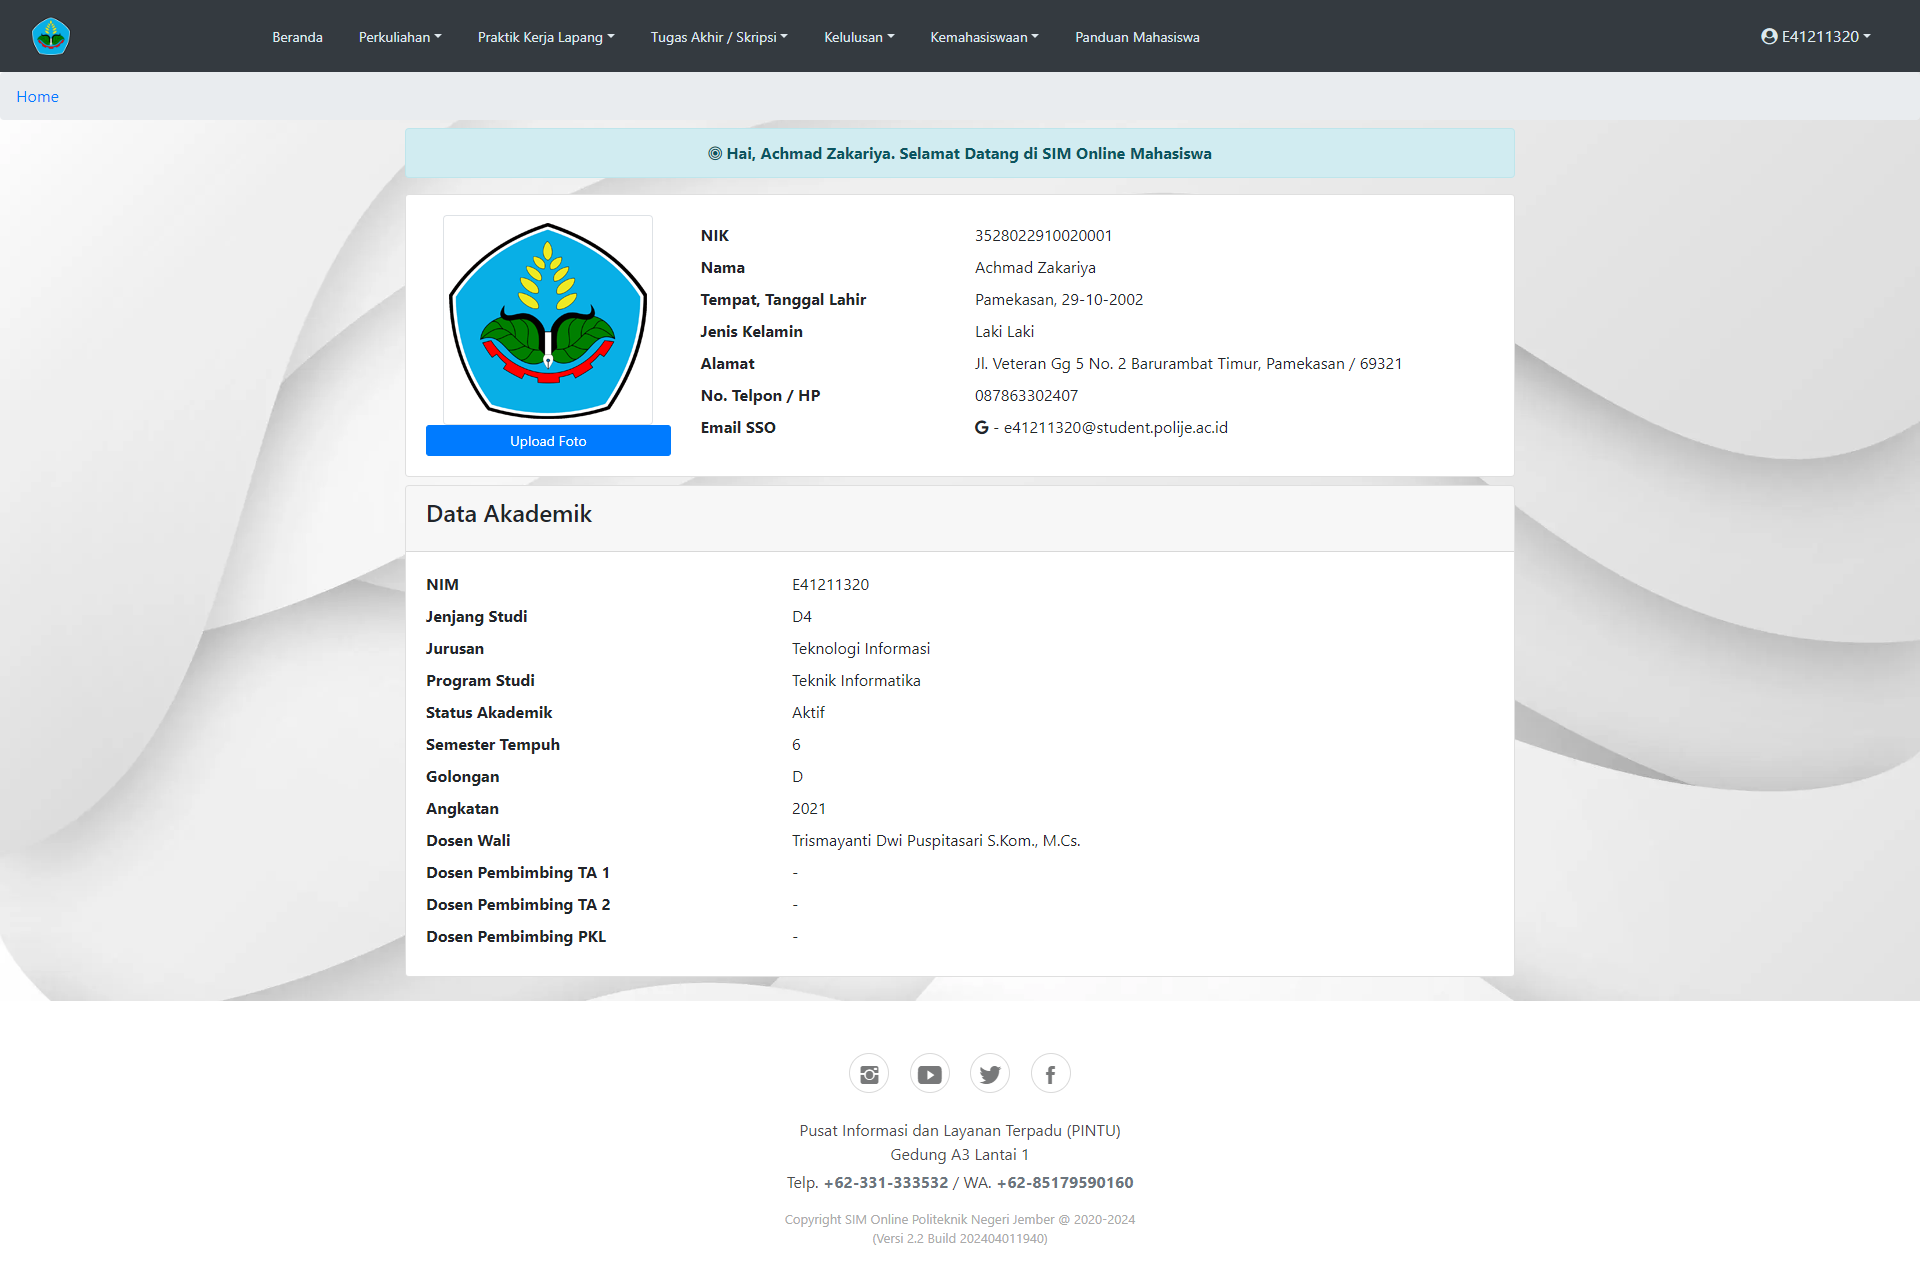 Beranda Perkuliahan Praktik Kerja Lapang Tugas Akhir / Skripsi Kelulusan Kemahasiswaan Panduan Mahasiswa E41211320
Home
Hai, Achmad Zakariya. Selamat Datang di SIM Online Mahasiswa
NIK 3528022910020001
Nama Achmad Zakariya
Tempat, Tanggal Lahir Pamekasan, 29-10-2002
Jenis Kelamin Laki Laki
Alamat Jl. Veteran Gg 5 No. 2 Barurambat Timur, Pamekasan / 69321
No. Telpon / HP 087863302407
Email SSO G - e41211320@student.polije.ac.id
Upload Foto
Data Akademik
NIM E41211320
Jenjang Studi D4
Jurusan Teknologi Informasi
Program Studi Teknik Informatika
Status Akademik Aktif
Semester Tempuh 6
Golongan D
Angkatan 2021
Dosen Wali Trismayanti Dwi Puspitasari S.Kom., M.Cs.
Dosen Pembimbing TA 1 -
Dosen Pembimbing TA 2 -
Dosen Pembimbing PKL -
Pusat Informasi dan Layanan Terpadu (PINTU)
Gedung A3 Lantai 1
Telp. +62-331-333532 / WA. +62-85179590160
Copyright SIM Online Politeknik Negeri Jember @ 2020-2024
(Versi 2.2 Build 202404011940)